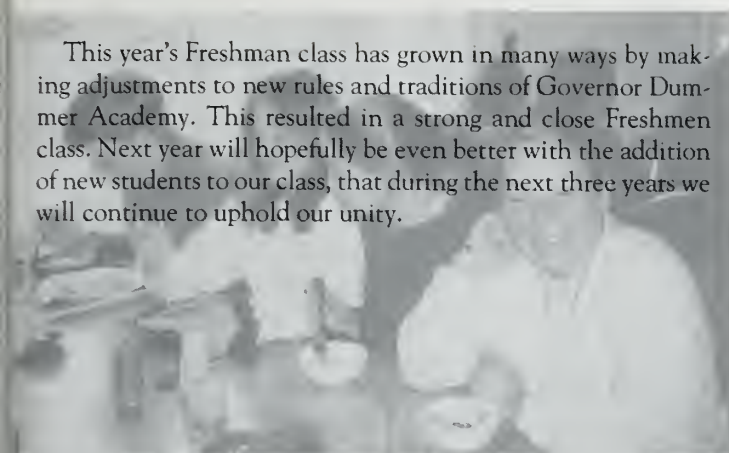 This year's Freshman class has grown in many ways by mak-
ing adjustments to new rules and traditions of Governor Dum-
mer Academy. This resulted in a strong and close Freshmen
class. Next year will hopefully be even better with the addition
of new students to our class, that during the next three years we
will continue to uphold our unity.